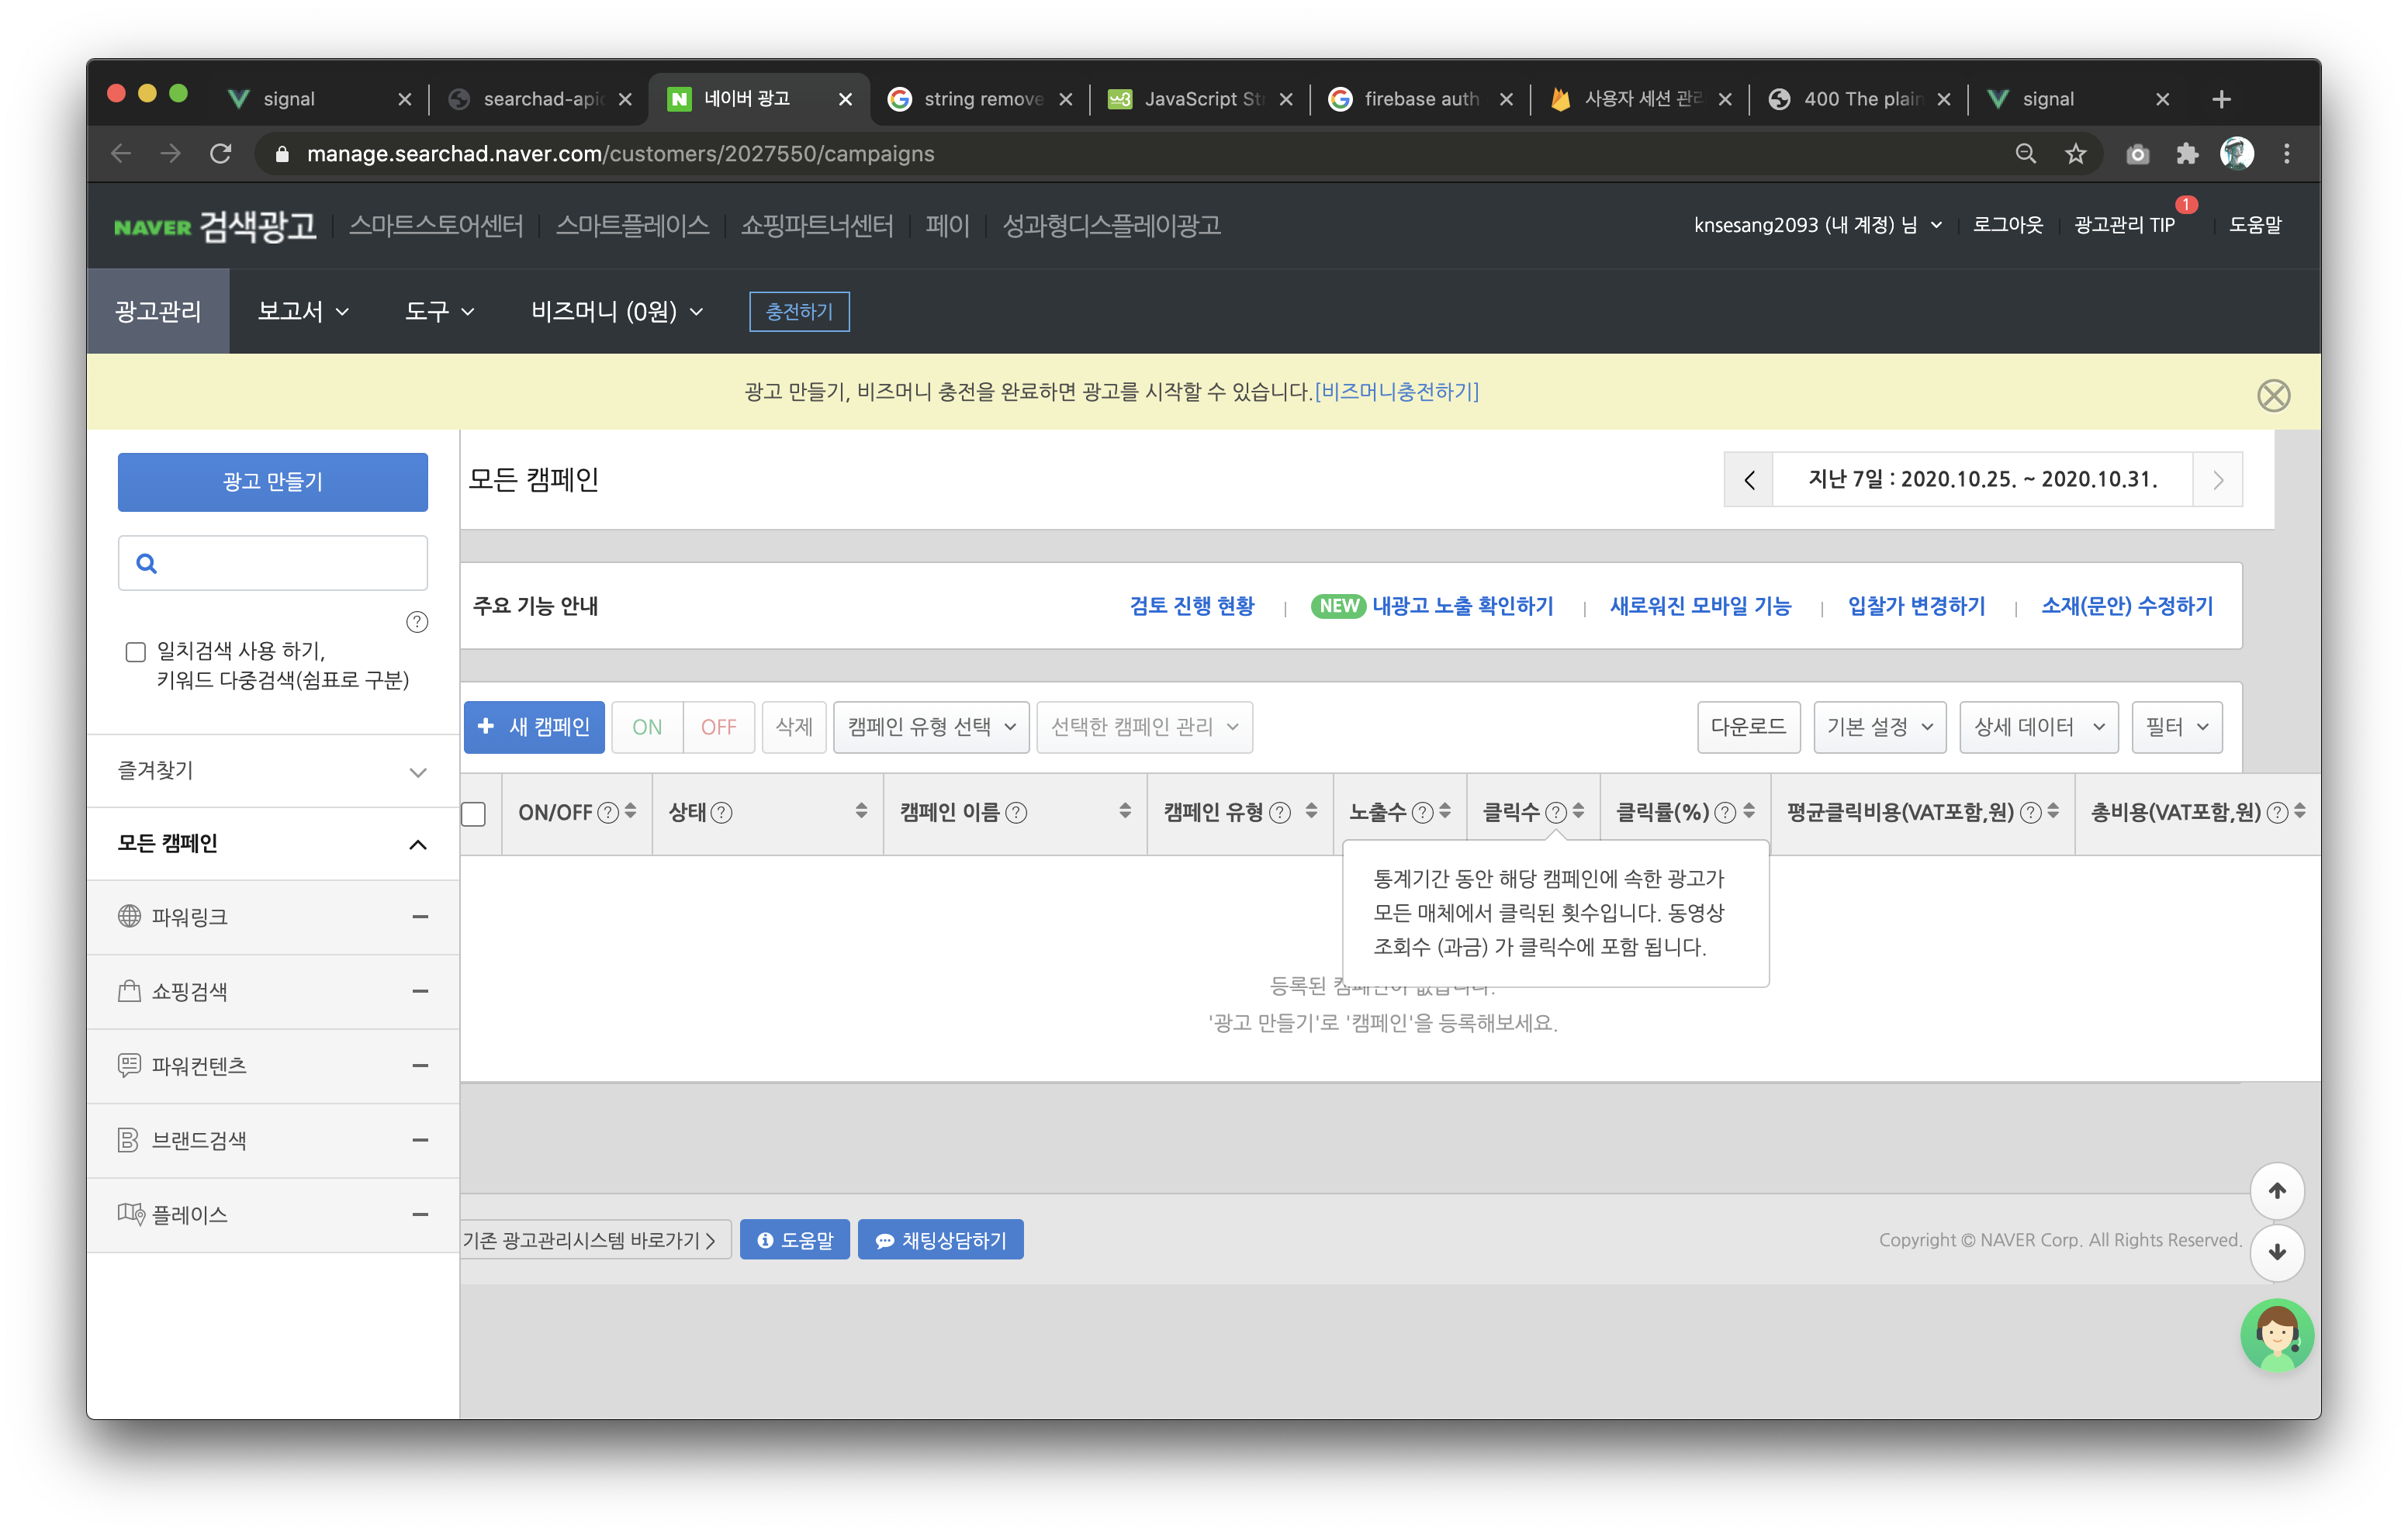 signal
searchad-apic
네이버 광고
string remove
JavaScript Str
firebase auth
사용자 세션 관리
400 The plain
signal
manage.searchad.naver.com/customers/2027550/campaigns
NAVER 검색광고
스마트스토어센터
스마트플레이스
쇼핑파트너센터
페이
성과형디스플레이광고
knsesang2093 (내 계정) 님
로그아웃
광고관리 TIP
1
도움말
광고관리
보고서
도구
비즈머니 (0원)
충전하기
광고 만들기, 비즈머니 충전을 완료하면 광고를 시작할 수 있습니다.[비즈머니충전하기]
광고 만들기
일치검색 사용 하기,
키워드 다중검색(쉼표로 구분)
즐겨찾기
모든 캠페인
파워링크
쇼핑검색
파워컨텐츠
브랜드검색
플레이스
모든 캠페인
지난 7일 : 2020.10.25. ~ 2020.10.31.
주요 기능 안내
검토 진행 현황 | NEW 내광고 노출 확인하기 | 새로워진 모바일 기능 | 입찰가 변경하기 | 소재(문안) 수정하기
+ 새 캠페인
ON
OFF
삭제
캠페인 유형 선택
선택한 캠페인 관리
다운로드
기본 설정
상세 데이터
필터
ON/OFF
상태
캠페인 이름
캠페인 유형
노출수
클릭수
클릭률(%)
평균클릭비용(VAT포함,원)
총비용(VAT포함,원)
통계기간 동안 해당 캠페인에 속한 광고가
모든 매체에서 클릭된 횟수입니다. 동영상
조회수 (과금) 가 클릭수에 포함 됩니다.
등록된 캠페인이 없습니다.
'광고 만들기'로 '캠페인'을 등록해보세요.
기존 광고관리시스템 바로가기 >
도움말
채팅상담하기
Copyright © NAVER Corp. All Rights Reserved.